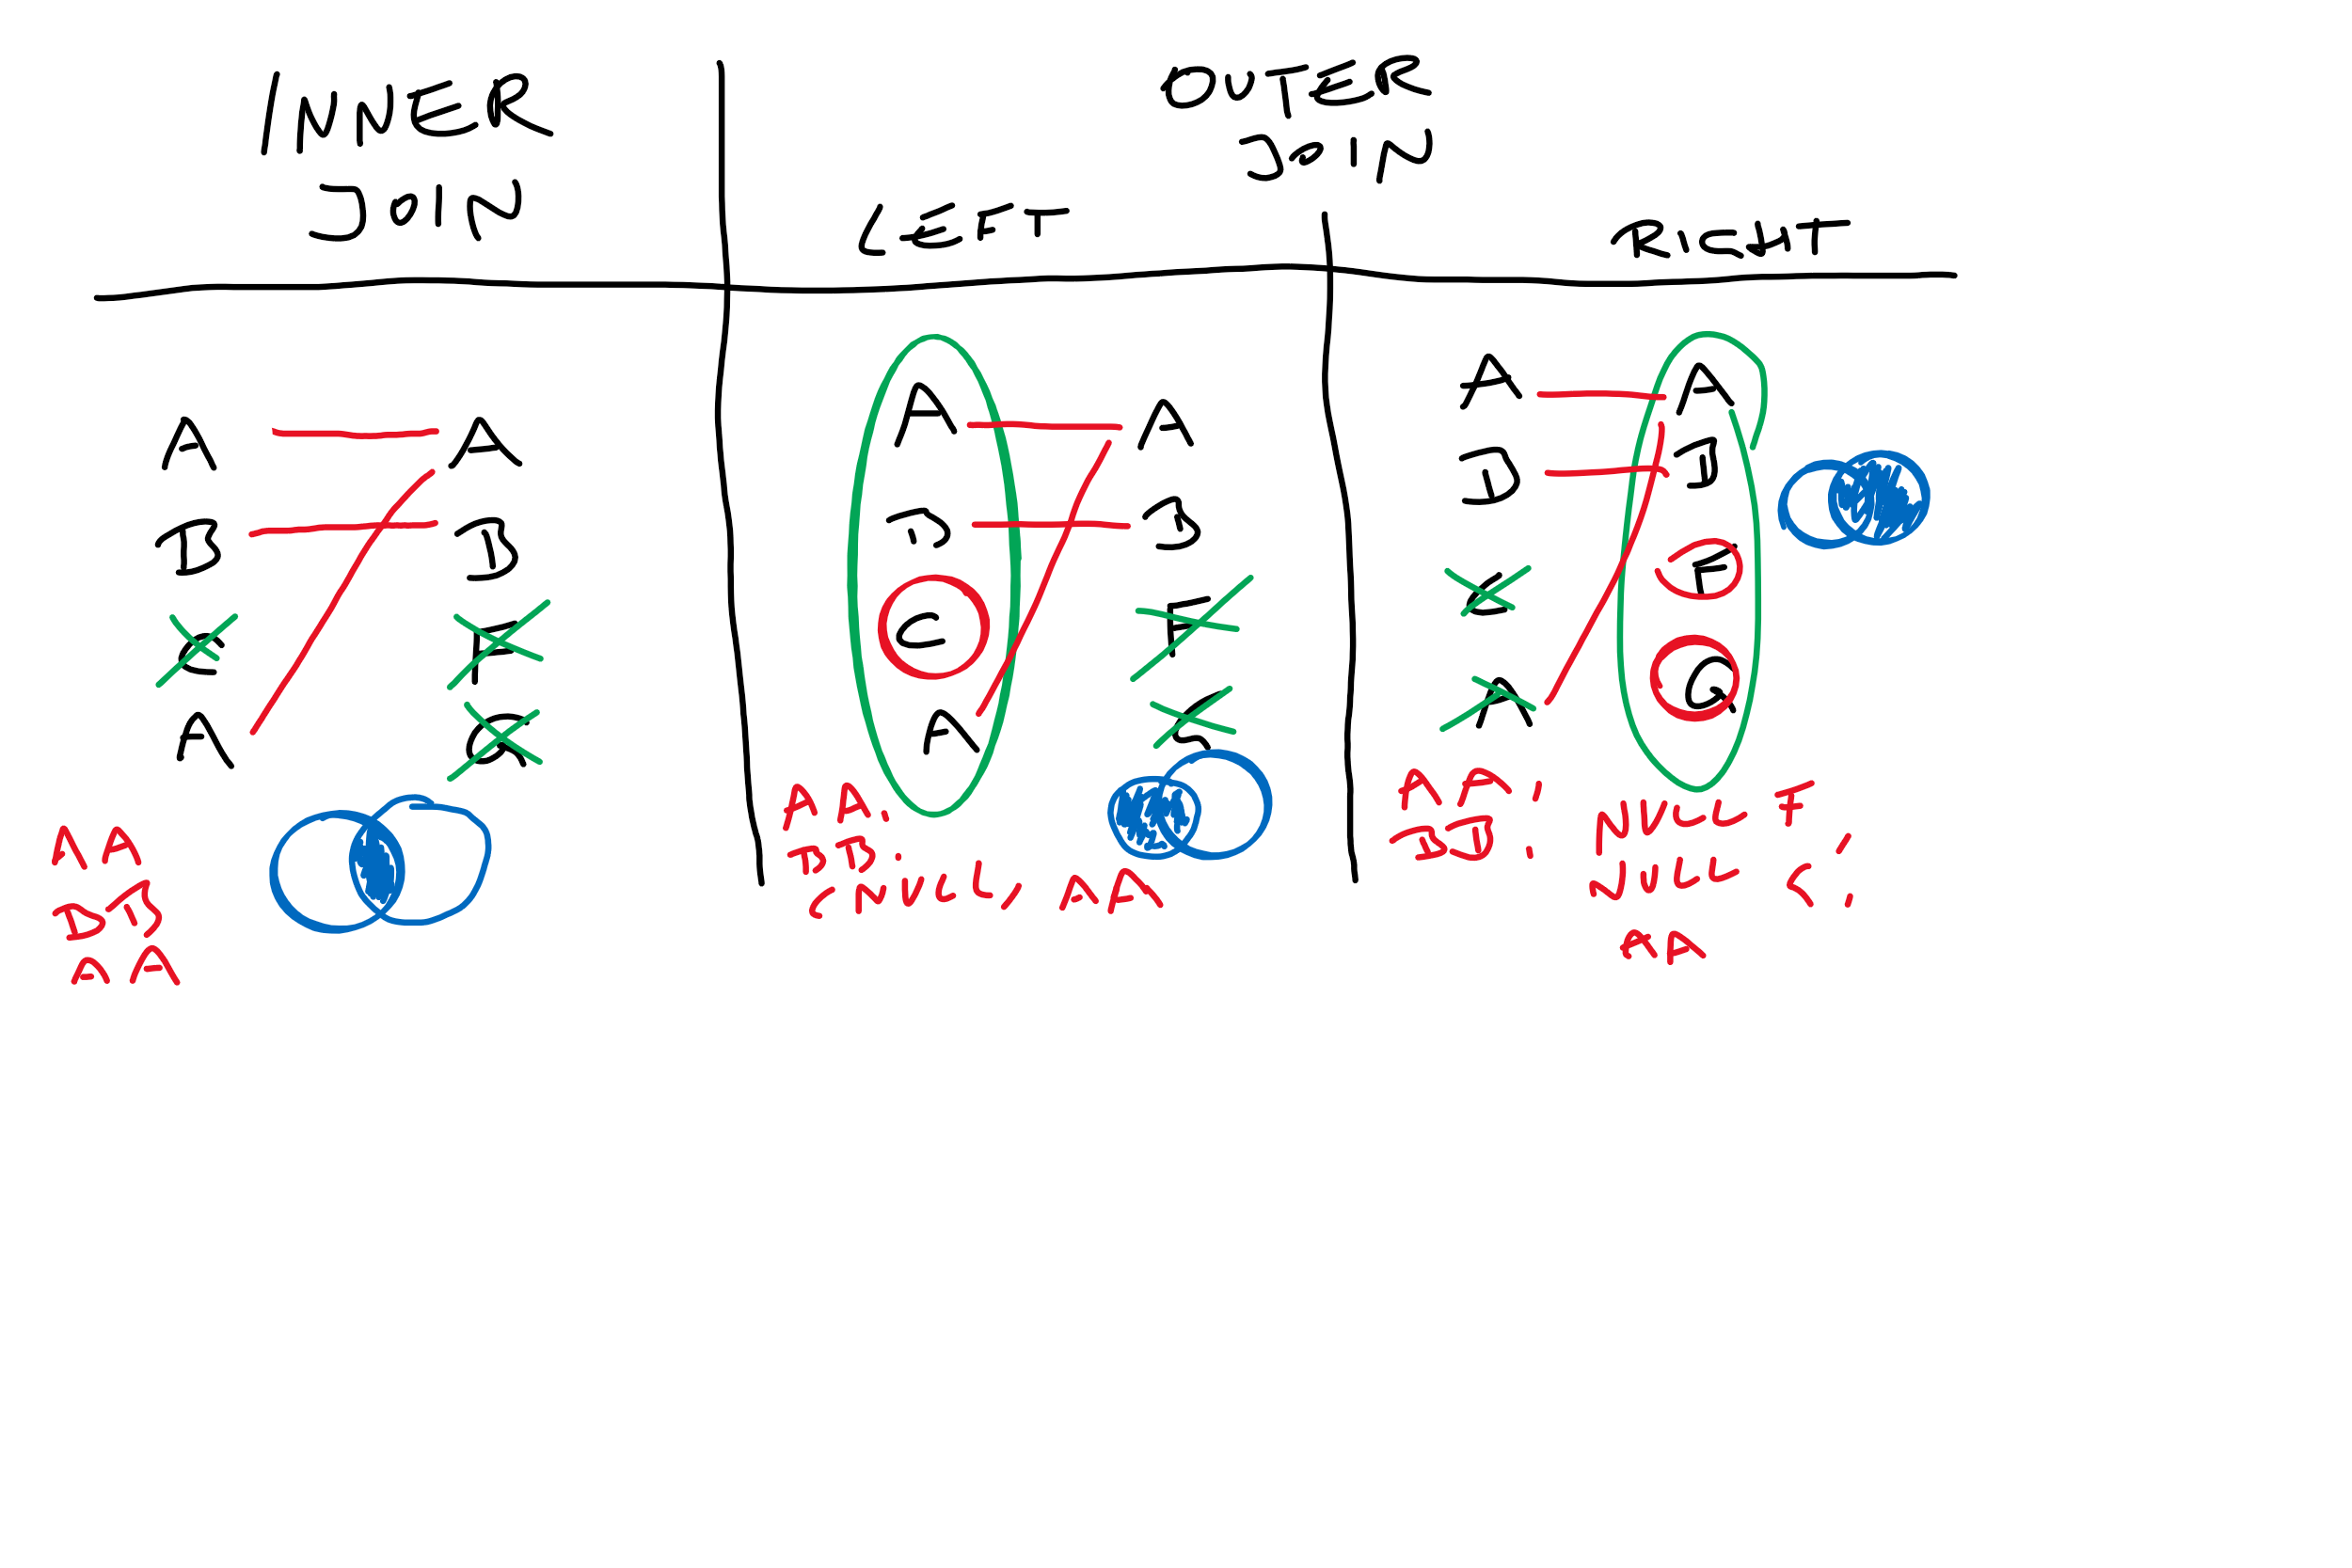 INNER
JOIN
OUTER
JOIN
LEFT
RIGHT
A A
B B
C F
A G
AA
BB
AA
A A
B B
C F
A G
AA,
BB,
C NULL, AA
A A
B B
C F
A G
AA,
BB,
NULL F,
NULL G,
AA